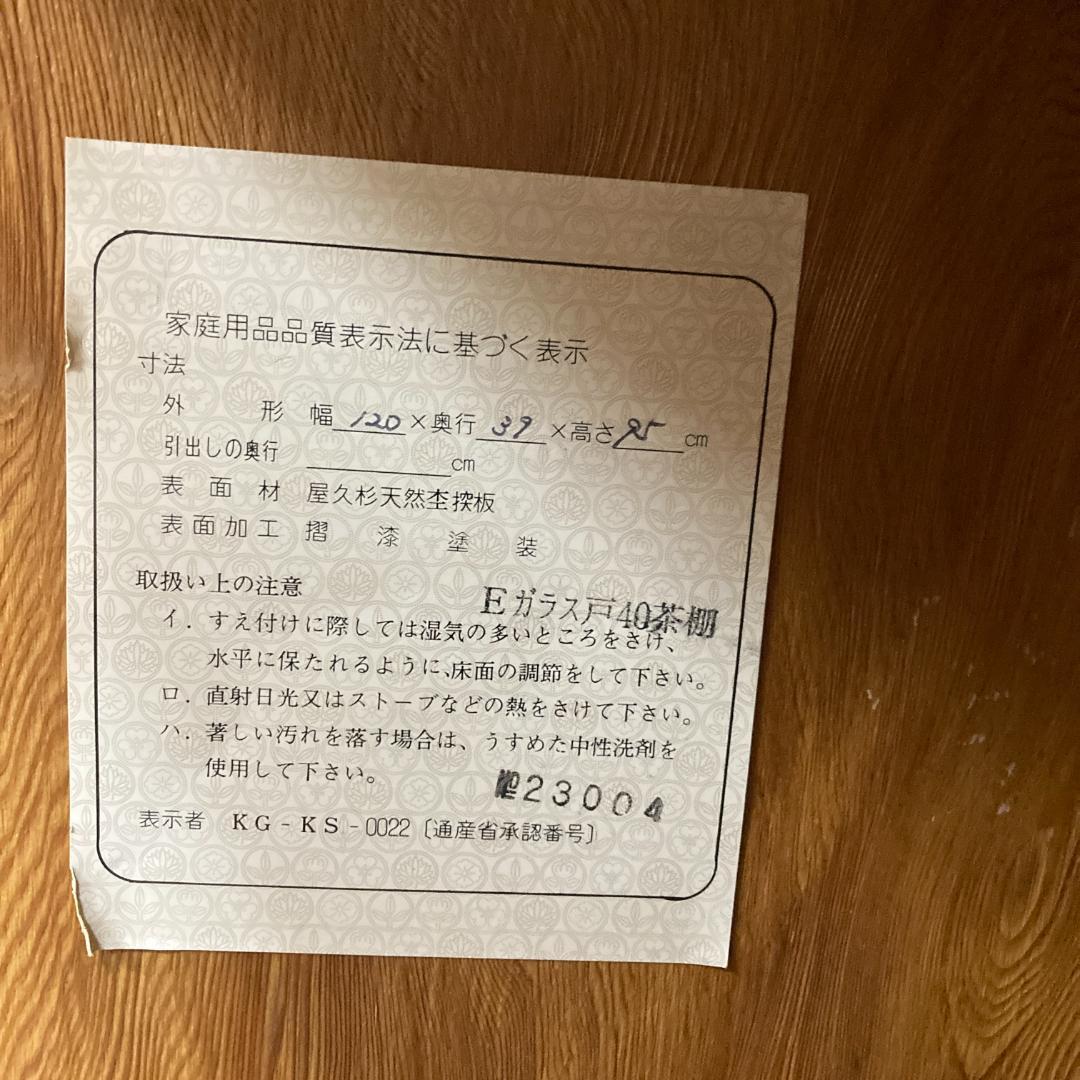 家庭用品品質表示法に基づく表示
寸法
外形 幅 120 ×奥行 39 ×高さ 95 cm
引出しの奥行 cm
表面材 屋久杉天然杢突板
表面加工 摺漆塗装
取扱い上の注意
Eガラス戸40茶棚
イ. すえ付けに際しては湿気の多いところをさけ、
水平に保たれるように、床面の調節をして下さい。
ロ. 直射日光又はストーブなどの熱をさけて下さい。
ハ. 著しい汚れを落す場合は、うすめた中性洗剤を
使用して下さい。
№23004
表示者 KG-KS-0022〔通産省承認番号〕